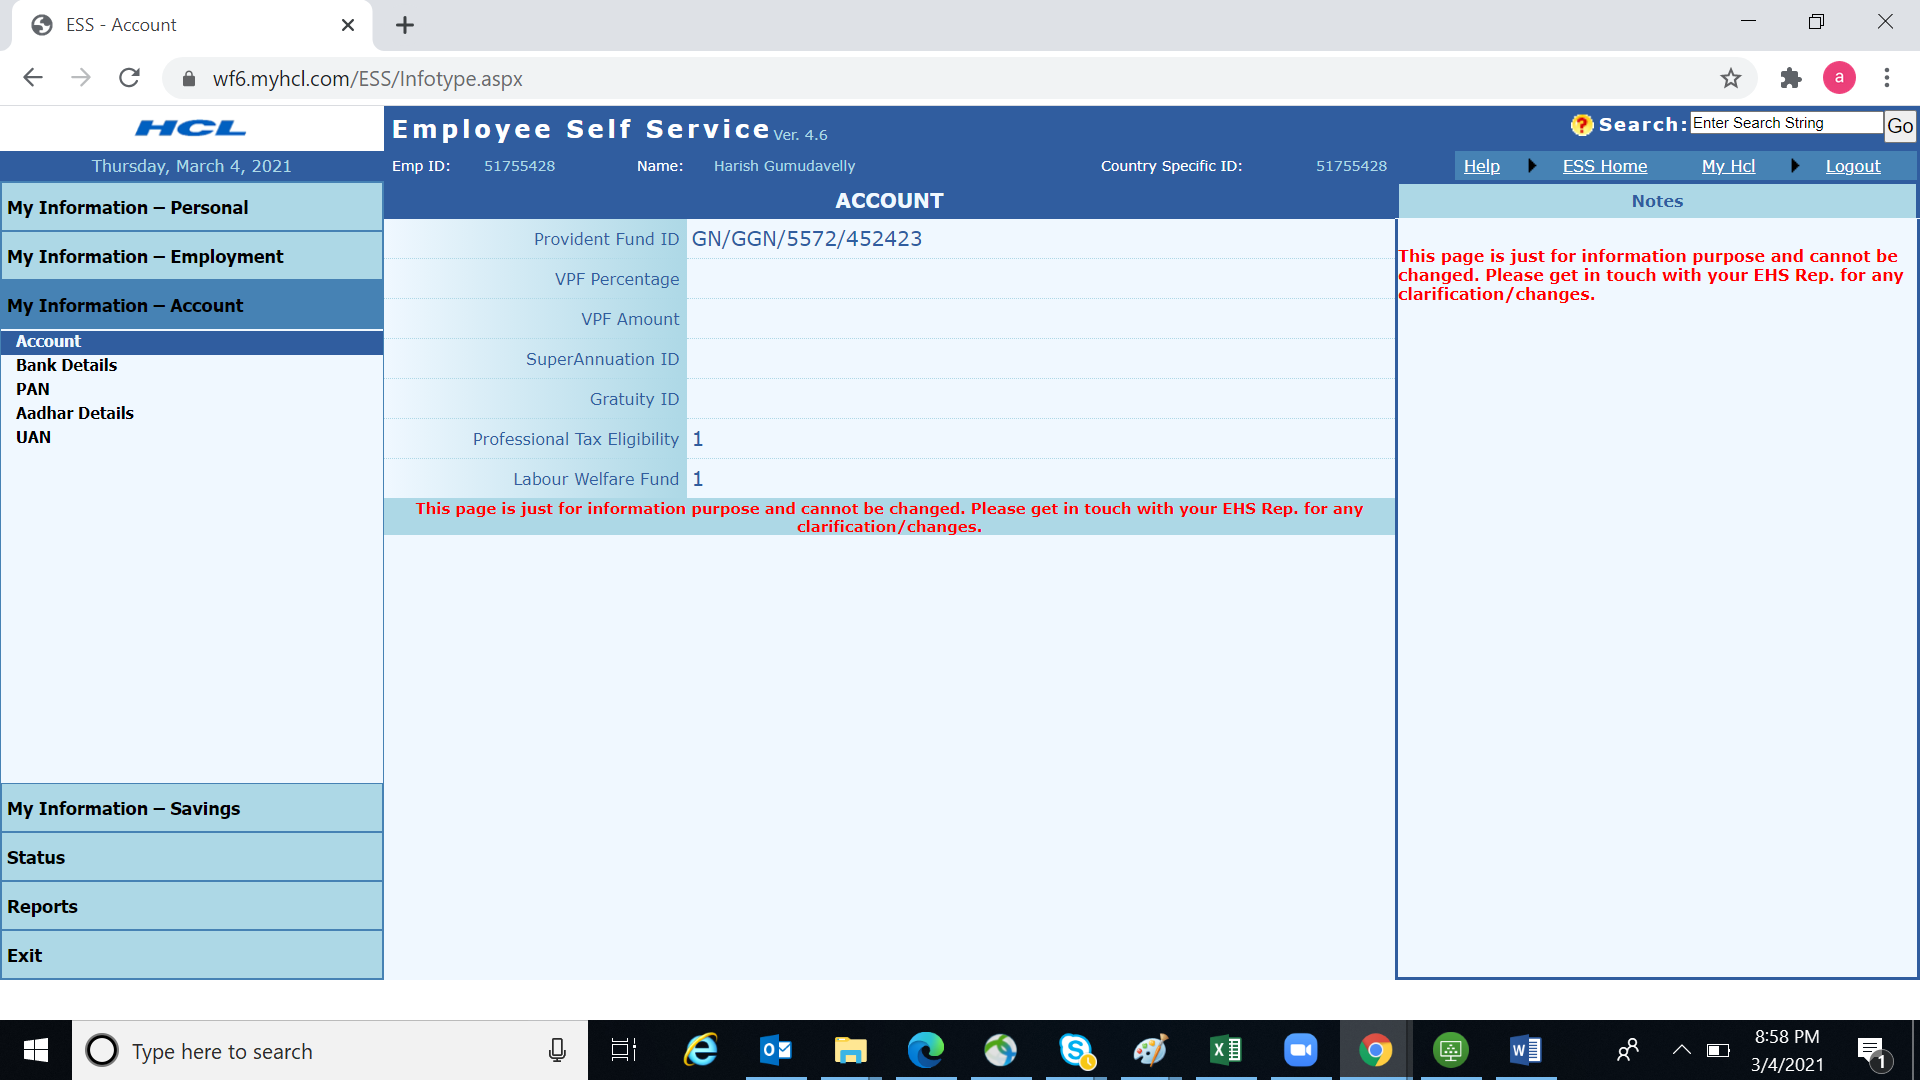 ESS - Account
wf6.myhcl.com/ESS/Infotype.aspx
a
HCL
Employee Self Service Ver. 4.6
Search: Enter Search String Go
Thursday, March 4, 2021
Emp ID: 51755428 Name: Harish Gumudavelly Country Specific ID: 51755428
Help ESS Home My Hcl Logout
My Information – Personal
My Information – Employment
My Information – Account
Account
Bank Details
PAN
Aadhar Details
UAN
My Information – Savings
Status
Reports
Exit
ACCOUNT
Provident Fund ID GN/GGN/5572/452423
VPF Percentage
VPF Amount
SuperAnnuation ID
Gratuity ID
Professional Tax Eligibility 1
Labour Welfare Fund 1
This page is just for information purpose and cannot be changed. Please get in touch with your EHS Rep. for any
clarification/changes.
Notes
This page is just for information purpose and cannot be
changed. Please get in touch with your EHS Rep. for any
clarification/changes.
Type here to search
8:58 PM
3/4/2021
1